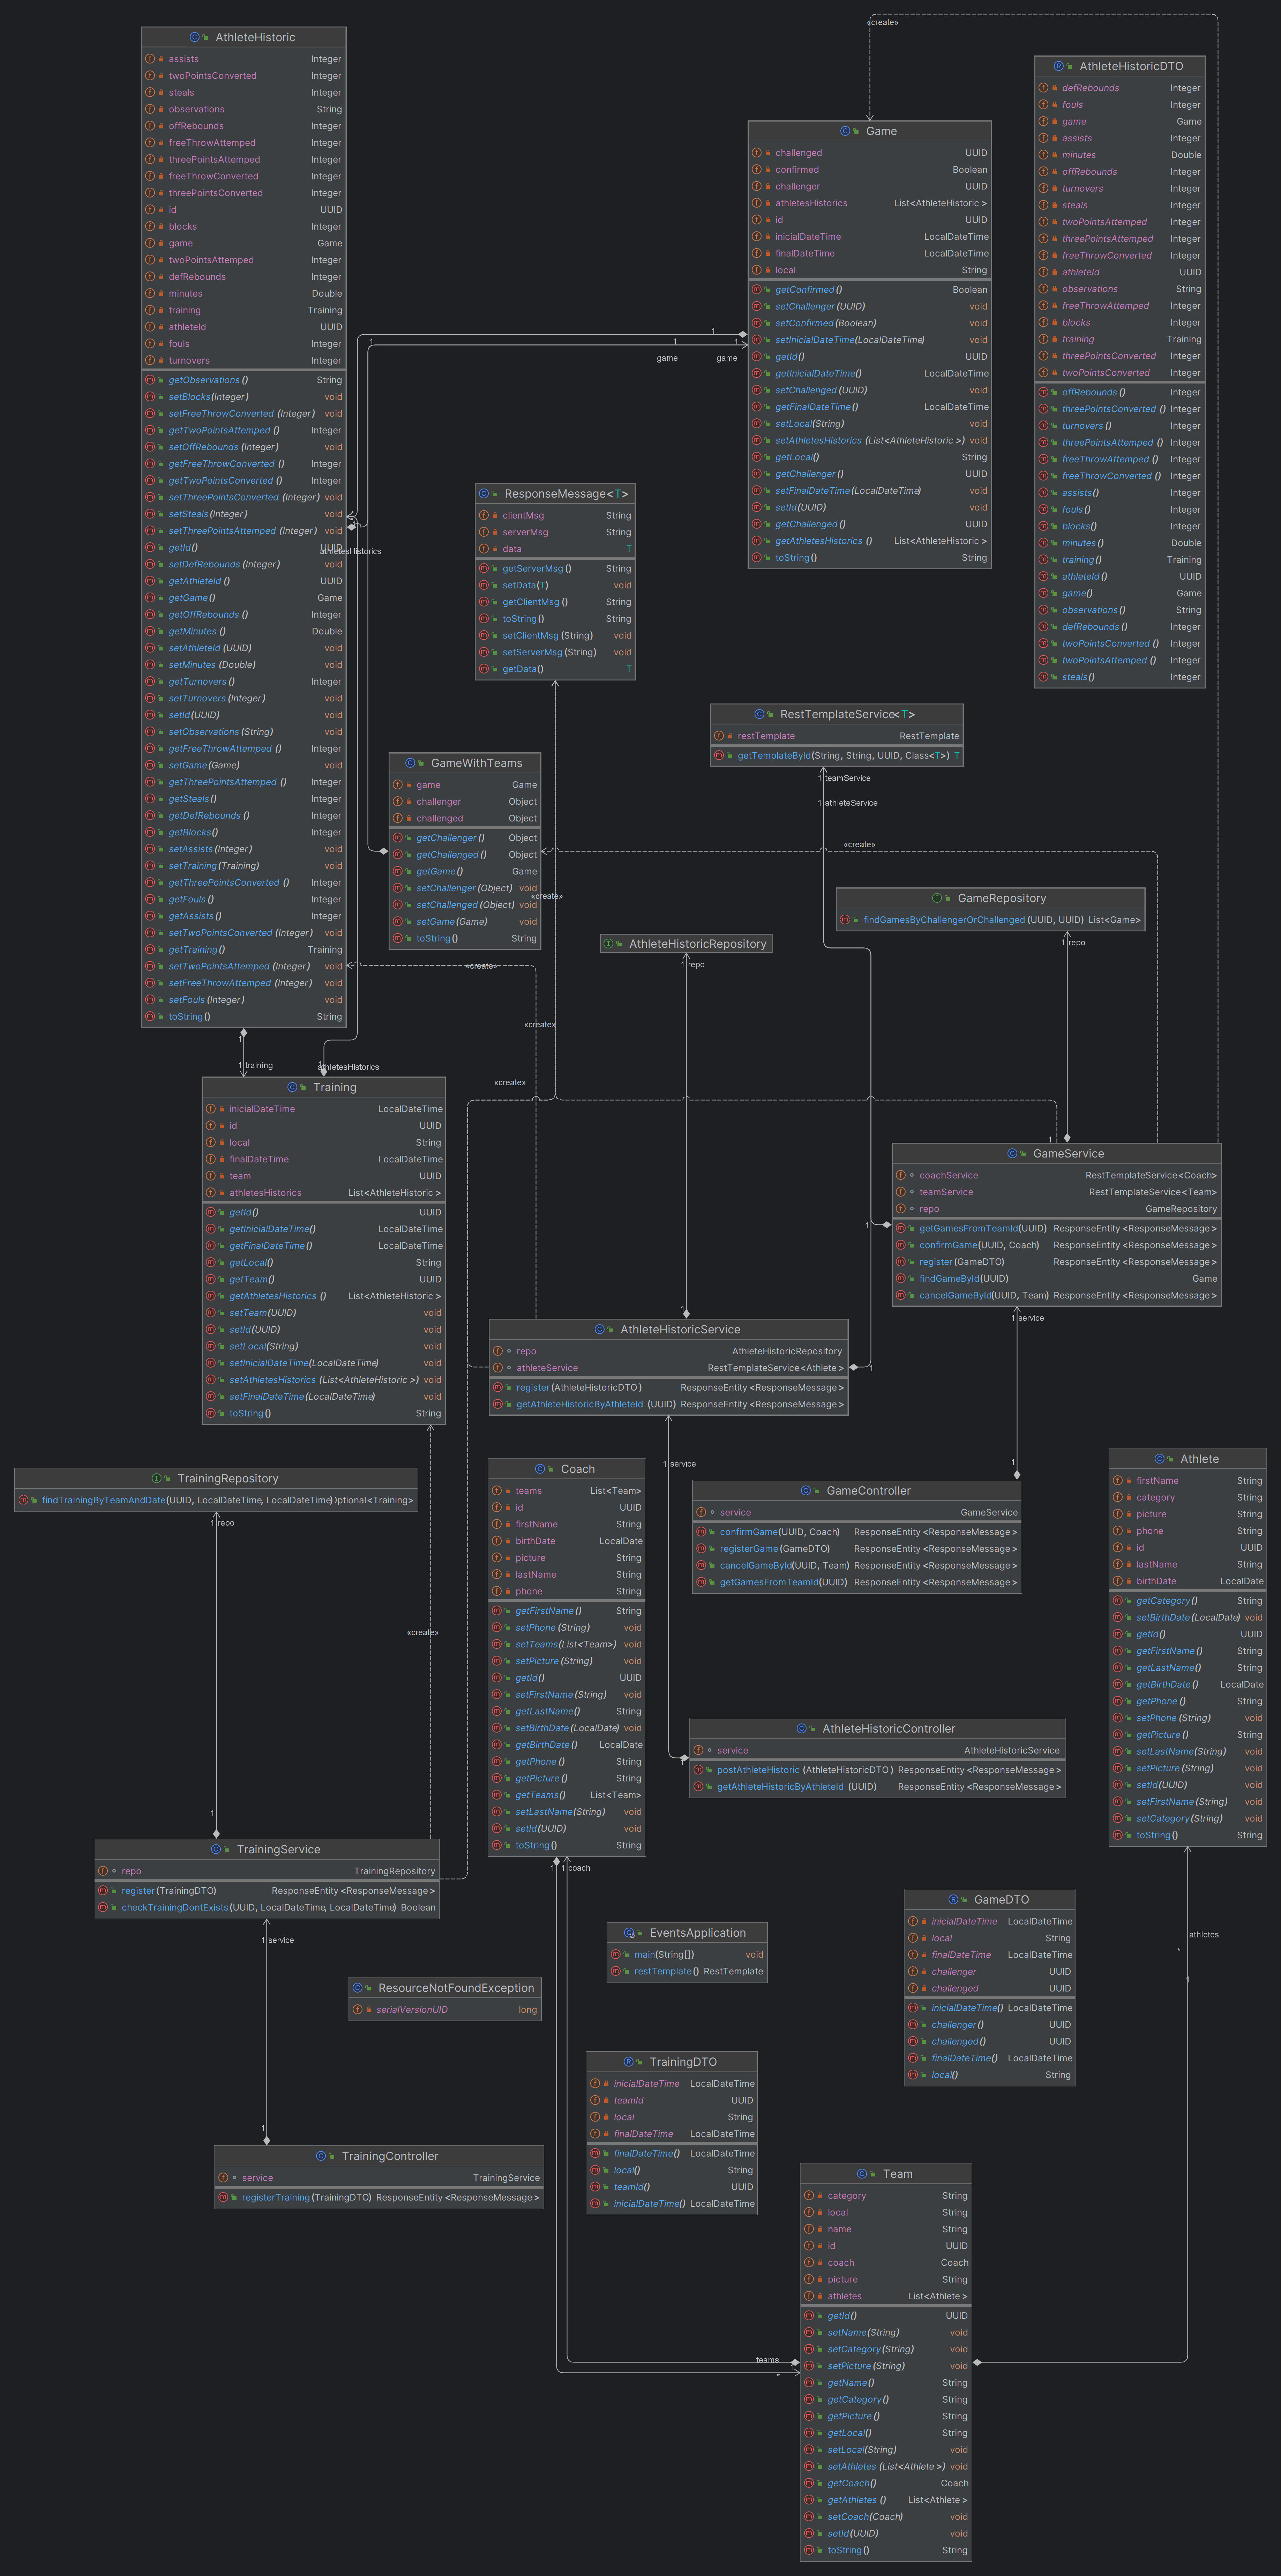 «create»
AthleteHistoric
assists Integer
twoPointsConverted Integer
steals Integer
observations String
offRebounds Integer
freeThrowAttemped Integer
threePointsAttemped Integer
freeThrowConverted Integer
threePointsConverted Integer
id UUID
blocks Integer
game Game
twoPointsAttemped Integer
defRebounds Integer
minutes Double
training Training
athleteId UUID
fouls Integer
turnovers Integer
getObservations () String
setBlocks(Integer) void
setFreeThrowConverted (Integer) void
getTwoPointsAttemped () Integer
setOffRebounds (Integer) void
getFreeThrowConverted () Integer
getTwoPointsConverted () Integer
setThreePointsConverted (Integer) void
setSteals(Integer) void
setThreePointsAttemped (Integer) void
getId() UUID
setDefRebounds (Integer) void
getAthleteId () UUID
getGame() Game
getOffRebounds () Integer
getMinutes () Double
setAthleteId (UUID) void
setMinutes (Double) void
getTurnovers () Integer
setTurnovers (Integer) void
setId(UUID) void
setObservations (String) void
getFreeThrowAttemped () Integer
setGame(Game) void
getThreePointsAttemped () Integer
getSteals() Integer
getDefRebounds () Integer
getBlocks() Integer
setAssists(Integer) void
setTraining(Training) void
getThreePointsConverted () Integer
getFouls () Integer
getAssists() Integer
setTwoPointsConverted (Integer) void
getTraining() Training
setTwoPointsAttemped (Integer) void
setFreeThrowAttemped (Integer) void
setFouls(Integer) void
toString() String
AthleteHistoricDTO
defRebounds Integer
fouls Integer
game Game
assists Integer
minutes Double
offRebounds Integer
turnovers Integer
steals Integer
twoPointsAttemped Integer
threePointsAttemped Integer
freeThrowConverted Integer
athleteId UUID
observations String
freeThrowAttemped Integer
blocks Integer
training Training
threePointsConverted Integer
twoPointsConverted Integer
offRebounds () Integer
threePointsConverted () Integer
turnovers () Integer
threePointsAttemped () Integer
freeThrowAttemped () Integer
freeThrowConverted () Integer
assists() Integer
fouls() Integer
blocks() Integer
minutes () Double
training() Training
athleteId() UUID
game() Game
observations() String
defRebounds () Integer
twoPointsConverted () Integer
twoPointsAttemped () Integer
steals() Integer
Game
challenged UUID
confirmed Boolean
challenger UUID
athletesHistorics List<AthleteHistoric >
id UUID
inicialDateTime LocalDateTime
finalDateTime LocalDateTime
local String
getConfirmed() Boolean
setChallenger (UUID) void
setConfirmed(Boolean) void
setInicialDateTime(LocalDateTime) void
getId() UUID
getInicialDateTime() LocalDateTime
setChallenged (UUID) void
getFinalDateTime() LocalDateTime
setLocal(String) void
setAthletesHistorics (List<AthleteHistoric >) void
getLocal() String
getChallenger () UUID
setFinalDateTime(LocalDateTime) void
setId(UUID) void
getChallenged() UUID
getAthletesHistorics () List<AthleteHistoric >
toString() String
1
1 1 1
game game
athletesHistorics
ResponseMessage<T>
clientMsg String
serverMsg String
data T
getServerMsg () String
setData(T) void
getClientMsg () String
toString() String
setClientMsg (String) void
setServerMsg (String) void
getData() T
RestTemplateService<T>
restTemplate RestTemplate
getTemplateById(String, String, UUID, Class<T>) T
1 teamService
1 athleteService
GameWithTeams
game Game
challenger Object
challenged Object
getChallenger () Object
getChallenged () Object
getGame() Game
setChallenger (Object) void
setChallenged (Object) void
setGame(Game) void
toString() String
«create»
«create»
GameRepository
findGamesByChallengerOrChallenged (UUID, UUID) List<Game>
1 repo
AthleteHistoricRepository
1 repo
«create»
«create»
«create»
1 training
1
athletesHistorics
Training
inicialDateTime LocalDateTime
id UUID
local String
finalDateTime LocalDateTime
team UUID
athletesHistorics List<AthleteHistoric >
getId() UUID
getInicialDateTime() LocalDateTime
getFinalDateTime() LocalDateTime
getLocal() String
getTeam() UUID
getAthletesHistorics () List<AthleteHistoric >
setTeam(UUID) void
setId(UUID) void
setLocal(String) void
setInicialDateTime(LocalDateTime) void
setAthletesHistorics (List<AthleteHistoric >) void
setFinalDateTime(LocalDateTime) void
toString() String
1
GameService
coachService RestTemplateService<Coach>
teamService RestTemplateService<Team>
repo GameRepository
getGamesFromTeamId(UUID) ResponseEntity <ResponseMessage >
confirmGame(UUID, Coach) ResponseEntity <ResponseMessage >
register (GameDTO) ResponseEntity <ResponseMessage >
findGameById(UUID) Game
cancelGameById(UUID, Team) ResponseEntity <ResponseMessage >
1
1 service
1
AthleteHistoricService
repo AthleteHistoricRepository
athleteService RestTemplateService<Athlete >
register (AthleteHistoricDTO ) ResponseEntity <ResponseMessage >
getAthleteHistoricByAthleteId (UUID) ResponseEntity <ResponseMessage >
1
1 service
TrainingRepository
findTrainingByTeamAndDate(UUID, LocalDateTime, LocalDateTime) Optional<Training>
1 repo
Coach
teams List<Team>
id UUID
firstName String
birthDate LocalDate
picture String
lastName String
phone String
getFirstName () String
setPhone (String) void
setTeams(List<Team>) void
setPicture (String) void
getId() UUID
setFirstName (String) void
getLastName() String
setBirthDate (LocalDate) void
getBirthDate () LocalDate
getPhone () String
getPicture () String
getTeams() List<Team>
setLastName(String) void
setId(UUID) void
toString() String
1 1 coach
1
GameController
service GameService
confirmGame(UUID, Coach) ResponseEntity <ResponseMessage >
registerGame (GameDTO) ResponseEntity <ResponseMessage >
cancelGameById(UUID, Team) ResponseEntity <ResponseMessage >
getGamesFromTeamId(UUID) ResponseEntity <ResponseMessage >
Athlete
firstName String
category String
picture String
phone String
id UUID
lastName String
birthDate LocalDate
getCategory() String
setBirthDate (LocalDate) void
getId() UUID
getFirstName () String
getLastName() String
getBirthDate () LocalDate
getPhone () String
setPhone (String) void
getPicture () String
setLastName(String) void
setPicture (String) void
setId(UUID) void
setFirstName (String) void
setCategory(String) void
toString() String
«create»
AthleteHistoricController
service AthleteHistoricService
postAthleteHistoric (AthleteHistoricDTO ) ResponseEntity <ResponseMessage >
getAthleteHistoricByAthleteId (UUID) ResponseEntity <ResponseMessage >
1
1
TrainingService
repo TrainingRepository
register(TrainingDTO) ResponseEntity <ResponseMessage >
checkTrainingDontExists (UUID, LocalDateTime, LocalDateTime) Boolean
1 service
GameDTO
inicialDateTime LocalDateTime
local String
finalDateTime LocalDateTime
challenger UUID
challenged UUID
inicialDateTime() LocalDateTime
challenger () UUID
challenged () UUID
finalDateTime() LocalDateTime
local() String
athletes
*
1
EventsApplication
main(String[]) void
restTemplate() RestTemplate
ResourceNotFoundException
serialVersionUID long
TrainingDTO
inicialDateTime LocalDateTime
teamId UUID
local String
finalDateTime LocalDateTime
finalDateTime() LocalDateTime
local() String
teamId() UUID
inicialDateTime() LocalDateTime
1
TrainingController
service TrainingService
registerTraining (TrainingDTO) ResponseEntity <ResponseMessage >
Team
category String
local String
name String
id UUID
coach Coach
picture String
athletes List<Athlete >
getId() UUID
setName(String) void
setCategory(String) void
setPicture (String) void
getName() String
getCategory() String
getPicture () String
getLocal() String
setLocal(String) void
setAthletes (List<Athlete >) void
getCoach() Coach
getAthletes () List<Athlete >
setCoach(Coach) void
setId(UUID) void
toString() String
teams 1
*